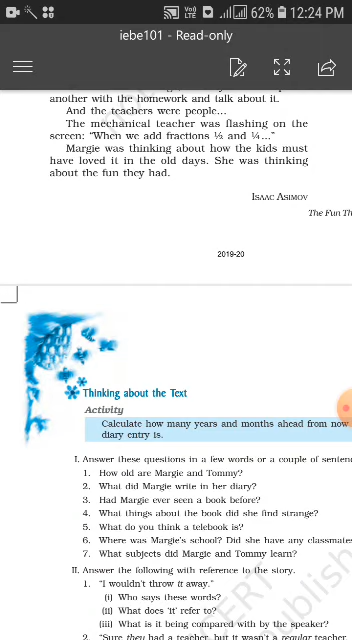 Vo)) LTE 62% 12:24 PM
iebe101 - Read-only
another with the homework and talk about it.
And the teachers were people...
The mechanical teacher was flashing on the
screen: “When we add fractions ½ and ¼...”
Margie was thinking about how the kids must
have loved it in the old days. She was thinking
about the fun they had.
ISAAC ASIMOV
The Fun Th
2019-20
Thinking about the Text
Activity
Calculate how many years and months ahead from now
diary entry is.
I. Answer these questions in a few words or a couple of senten
1. How old are Margie and Tommy?
2. What did Margie write in her diary?
3. Had Margie ever seen a book before?
4. What things about the book did she find strange?
5. What do you think a telebook is?
6. Where was Margie's school? Did she have any classmates
7. What subjects did Margie and Tommy learn?
II. Answer the following with reference to the story.
1. “I wouldn't throw it away.”
(i) Who says these words?
(ii) What does ‘it’ refer to?
(iii) What is it being compared with by the speaker?
2. “Sure they had a teacher, but it wasn't a regular teacher